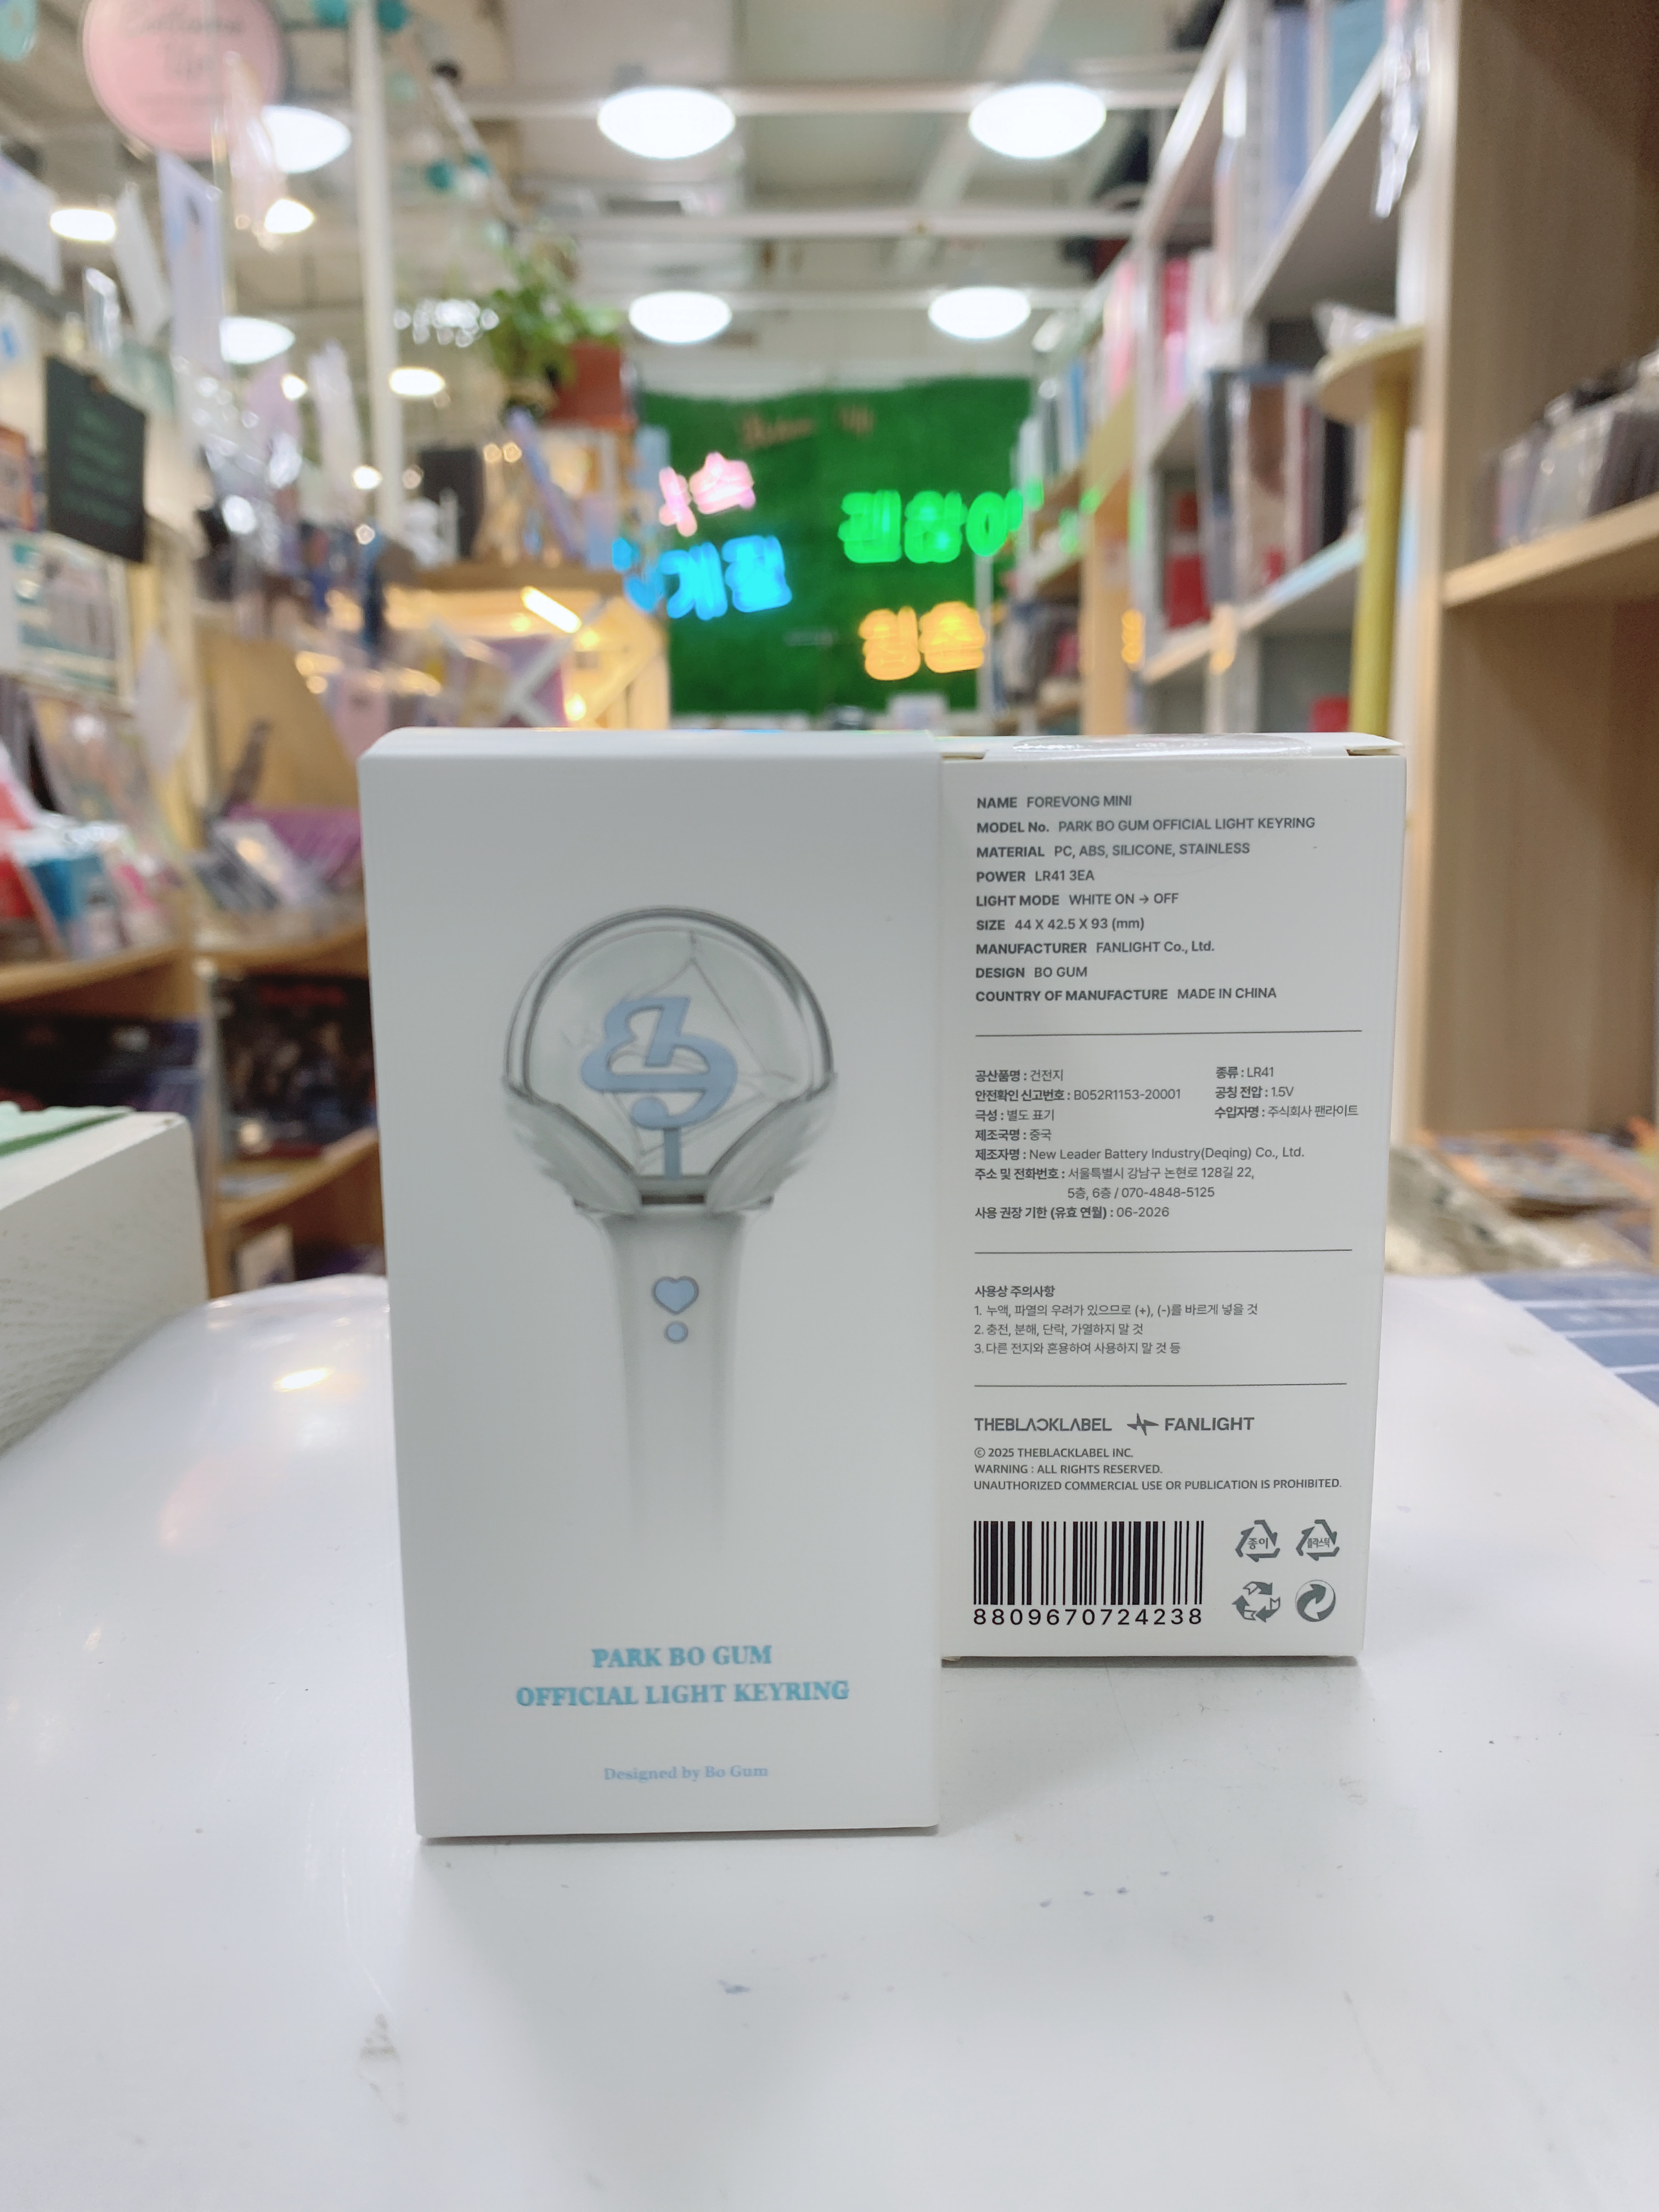 괜찮아
PARK BO GUM
OFFICIAL LIGHT KEYRING
Designed by Bo Gum
NAME FOREVONG MINI
MODEL No. PARK BO GUM OFFICIAL LIGHT KEYRING
MATERIAL PC, ABS, SILICONE, STAINLESS
POWER LR41 3EA
LIGHT MODE WHITE ON → OFF
SIZE 44 X 42.5 X 93 (mm)
MANUFACTURER FANLIGHT Co., Ltd.
DESIGN BO GUM
COUNTRY OF MANUFACTURE MADE IN CHINA
공산품명 : 건전지 종류 : LR41
안전확인 신고번호 : B052R1153-20001 공칭 전압 : 1.5V
극성 : 별도 표기 수입자명 : 주식회사 팬라이트
제조국명 : 중국
제조자명 : New Leader Battery Industry(Deqing) Co., Ltd.
주소 및 전화번호 : 서울특별시 강남구 논현로 128길 22,
5층, 6층 / 070-4848-5125
사용 권장 기한 (유효 연월) : 06-2026
사용상 주의사항
1. 누액, 파열의 우려가 있으므로 (+), (-)를 바르게 넣을 것
2. 충전, 분해, 단락, 가열하지 말 것
3. 다른 전지와 혼용하여 사용하지 말 것 등
THEBLACKLABEL FANLIGHT
© 2025 THEBLACKLABEL INC.
WARNING : ALL RIGHTS RESERVED.
UNAUTHORIZED COMMERCIAL USE OR PUBLICATION IS PROHIBITED.
종이 플라스틱
8809670724238